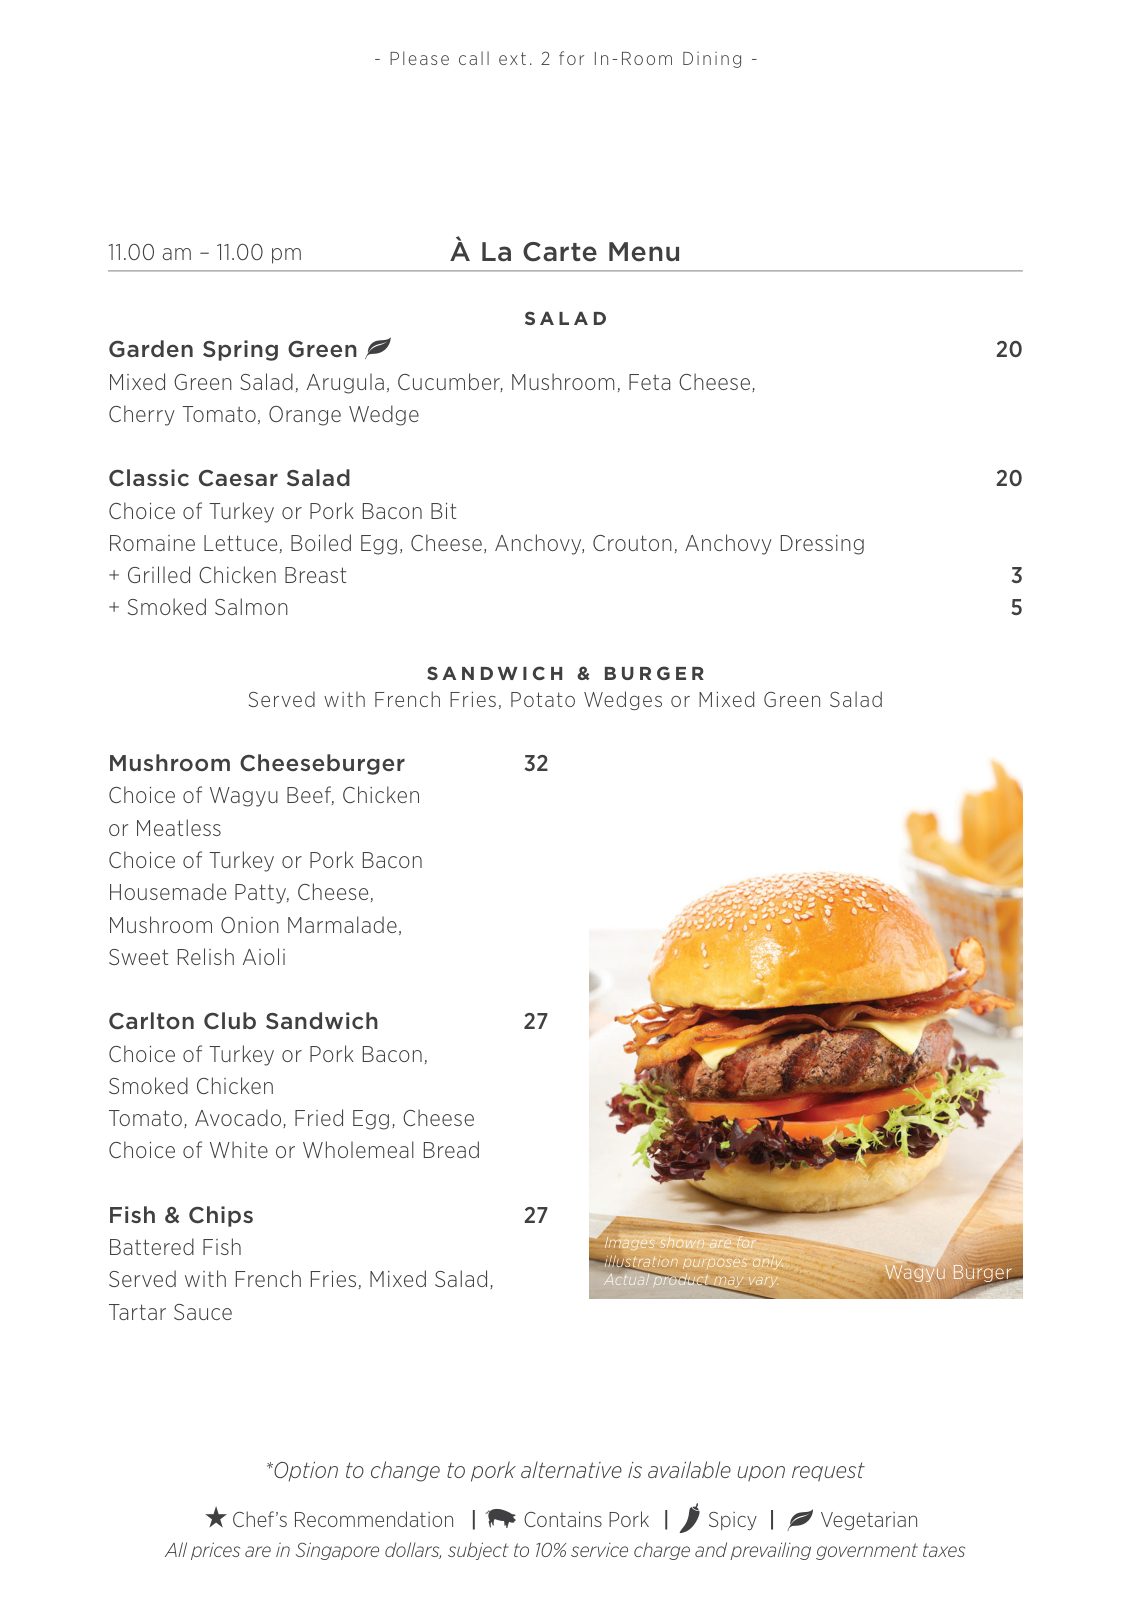 - Please call ext. 2 for In-Room Dining -
11.00 am – 11.00 pm À La Carte Menu
SALAD
Garden Spring Green 20
Mixed Green Salad, Arugula, Cucumber, Mushroom, Feta Cheese,
Cherry Tomato, Orange Wedge
Classic Caesar Salad 20
Choice of Turkey or Pork Bacon Bit
Romaine Lettuce, Boiled Egg, Cheese, Anchovy, Crouton, Anchovy Dressing
+ Grilled Chicken Breast 3
+ Smoked Salmon 5
SANDWICH & BURGER
Served with French Fries, Potato Wedges or Mixed Green Salad
Mushroom Cheeseburger 32
Choice of Wagyu Beef, Chicken
or Meatless
Choice of Turkey or Pork Bacon
Housemade Patty, Cheese,
Mushroom Onion Marmalade,
Sweet Relish Aioli
Carlton Club Sandwich 27
Choice of Turkey or Pork Bacon,
Smoked Chicken
Tomato, Avocado, Fried Egg, Cheese
Choice of White or Wholemeal Bread
Fish & Chips 27
Battered Fish
Served with French Fries, Mixed Salad,
Tartar Sauce
Images shown are for
illustration purposes only.
Actual product may vary.
Wagyu Burger
*Option to change to pork alternative is available upon request
Chef's Recommendation | Contains Pork | Spicy | Vegetarian
All prices are in Singapore dollars, subject to 10% service charge and prevailing government taxes